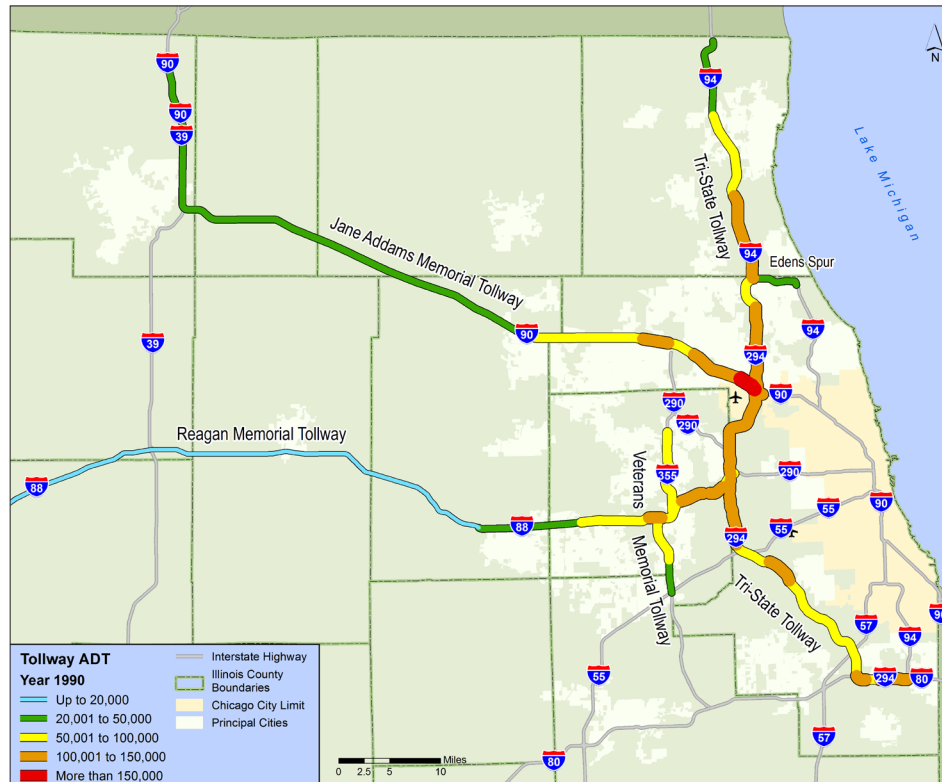 90
94
N
90
39
Tri-State Tollway
Lake Michigan
Jane Addams Memorial Tollway
94
Edens Spur
39
90
94
294
290
90
Reagan Memorial Tollway
290
Veterans
355
290
88
55
90
88
55
294
Memorial Tollway
Tri-State Tollway
57
94
55
294
80
57
80
Tollway ADT
Year 1990
Up to 20,000
20,001 to 50,000
50,001 to 100,000
100,001 to 150,000
More than 150,000
Interstate Highway
Illinois County
Boundaries
Chicago City Limit
Principal Cities
Miles
0 2.5 5 10